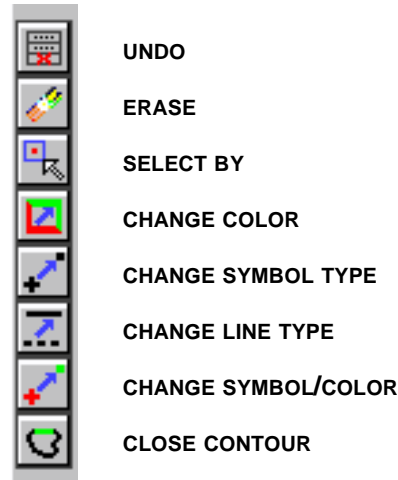 UNDO
ERASE
SELECT BY
CHANGE COLOR
CHANGE SYMBOL TYPE
CHANGE LINE TYPE
CHANGE SYMBOL/COLOR
CLOSE CONTOUR